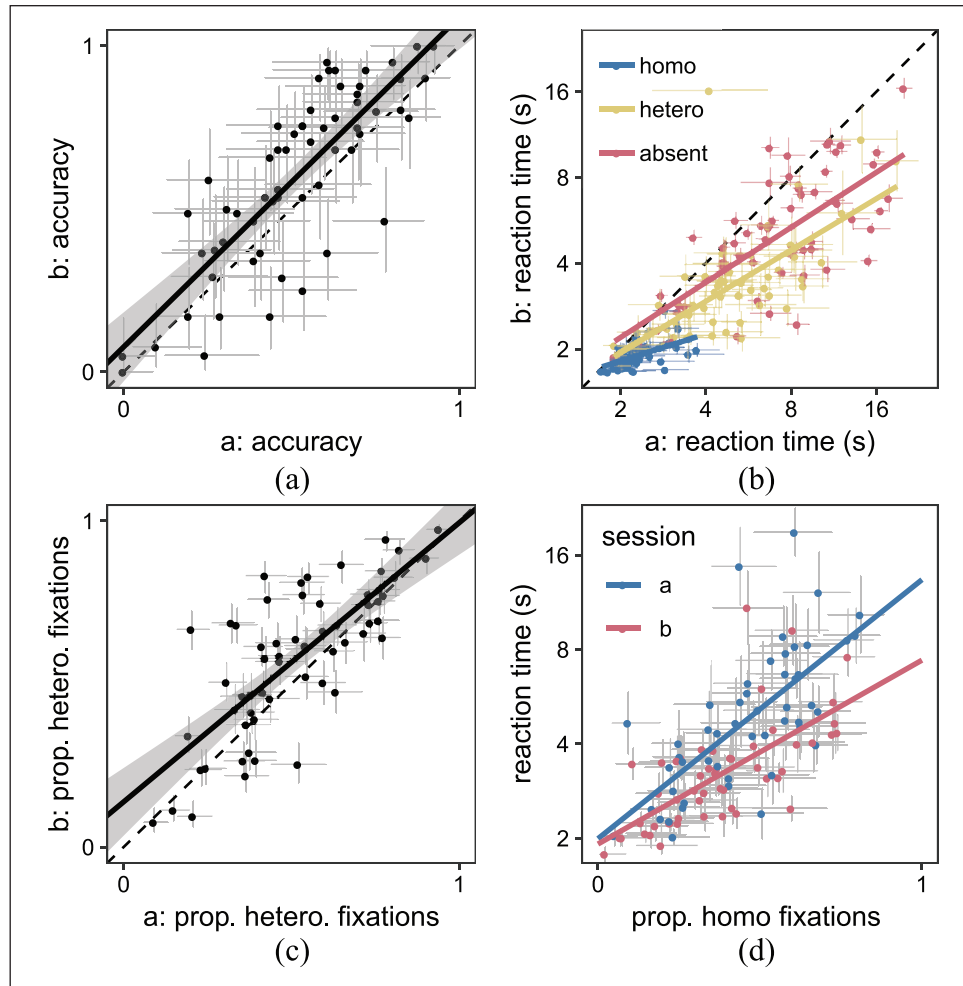 1
b: accuracy
0
0
1
a: accuracy
(a)
homo
hetero
absent
16
8
4
2
b: reaction time (s)
2
4
8
16
a: reaction time (s)
(b)
1
b: prop. hetero. fixations
0
0
1
a: prop. hetero. fixations
(c)
session
a
b
16
8
4
2
reaction time (s)
0
1
prop. homo fixations
(d)